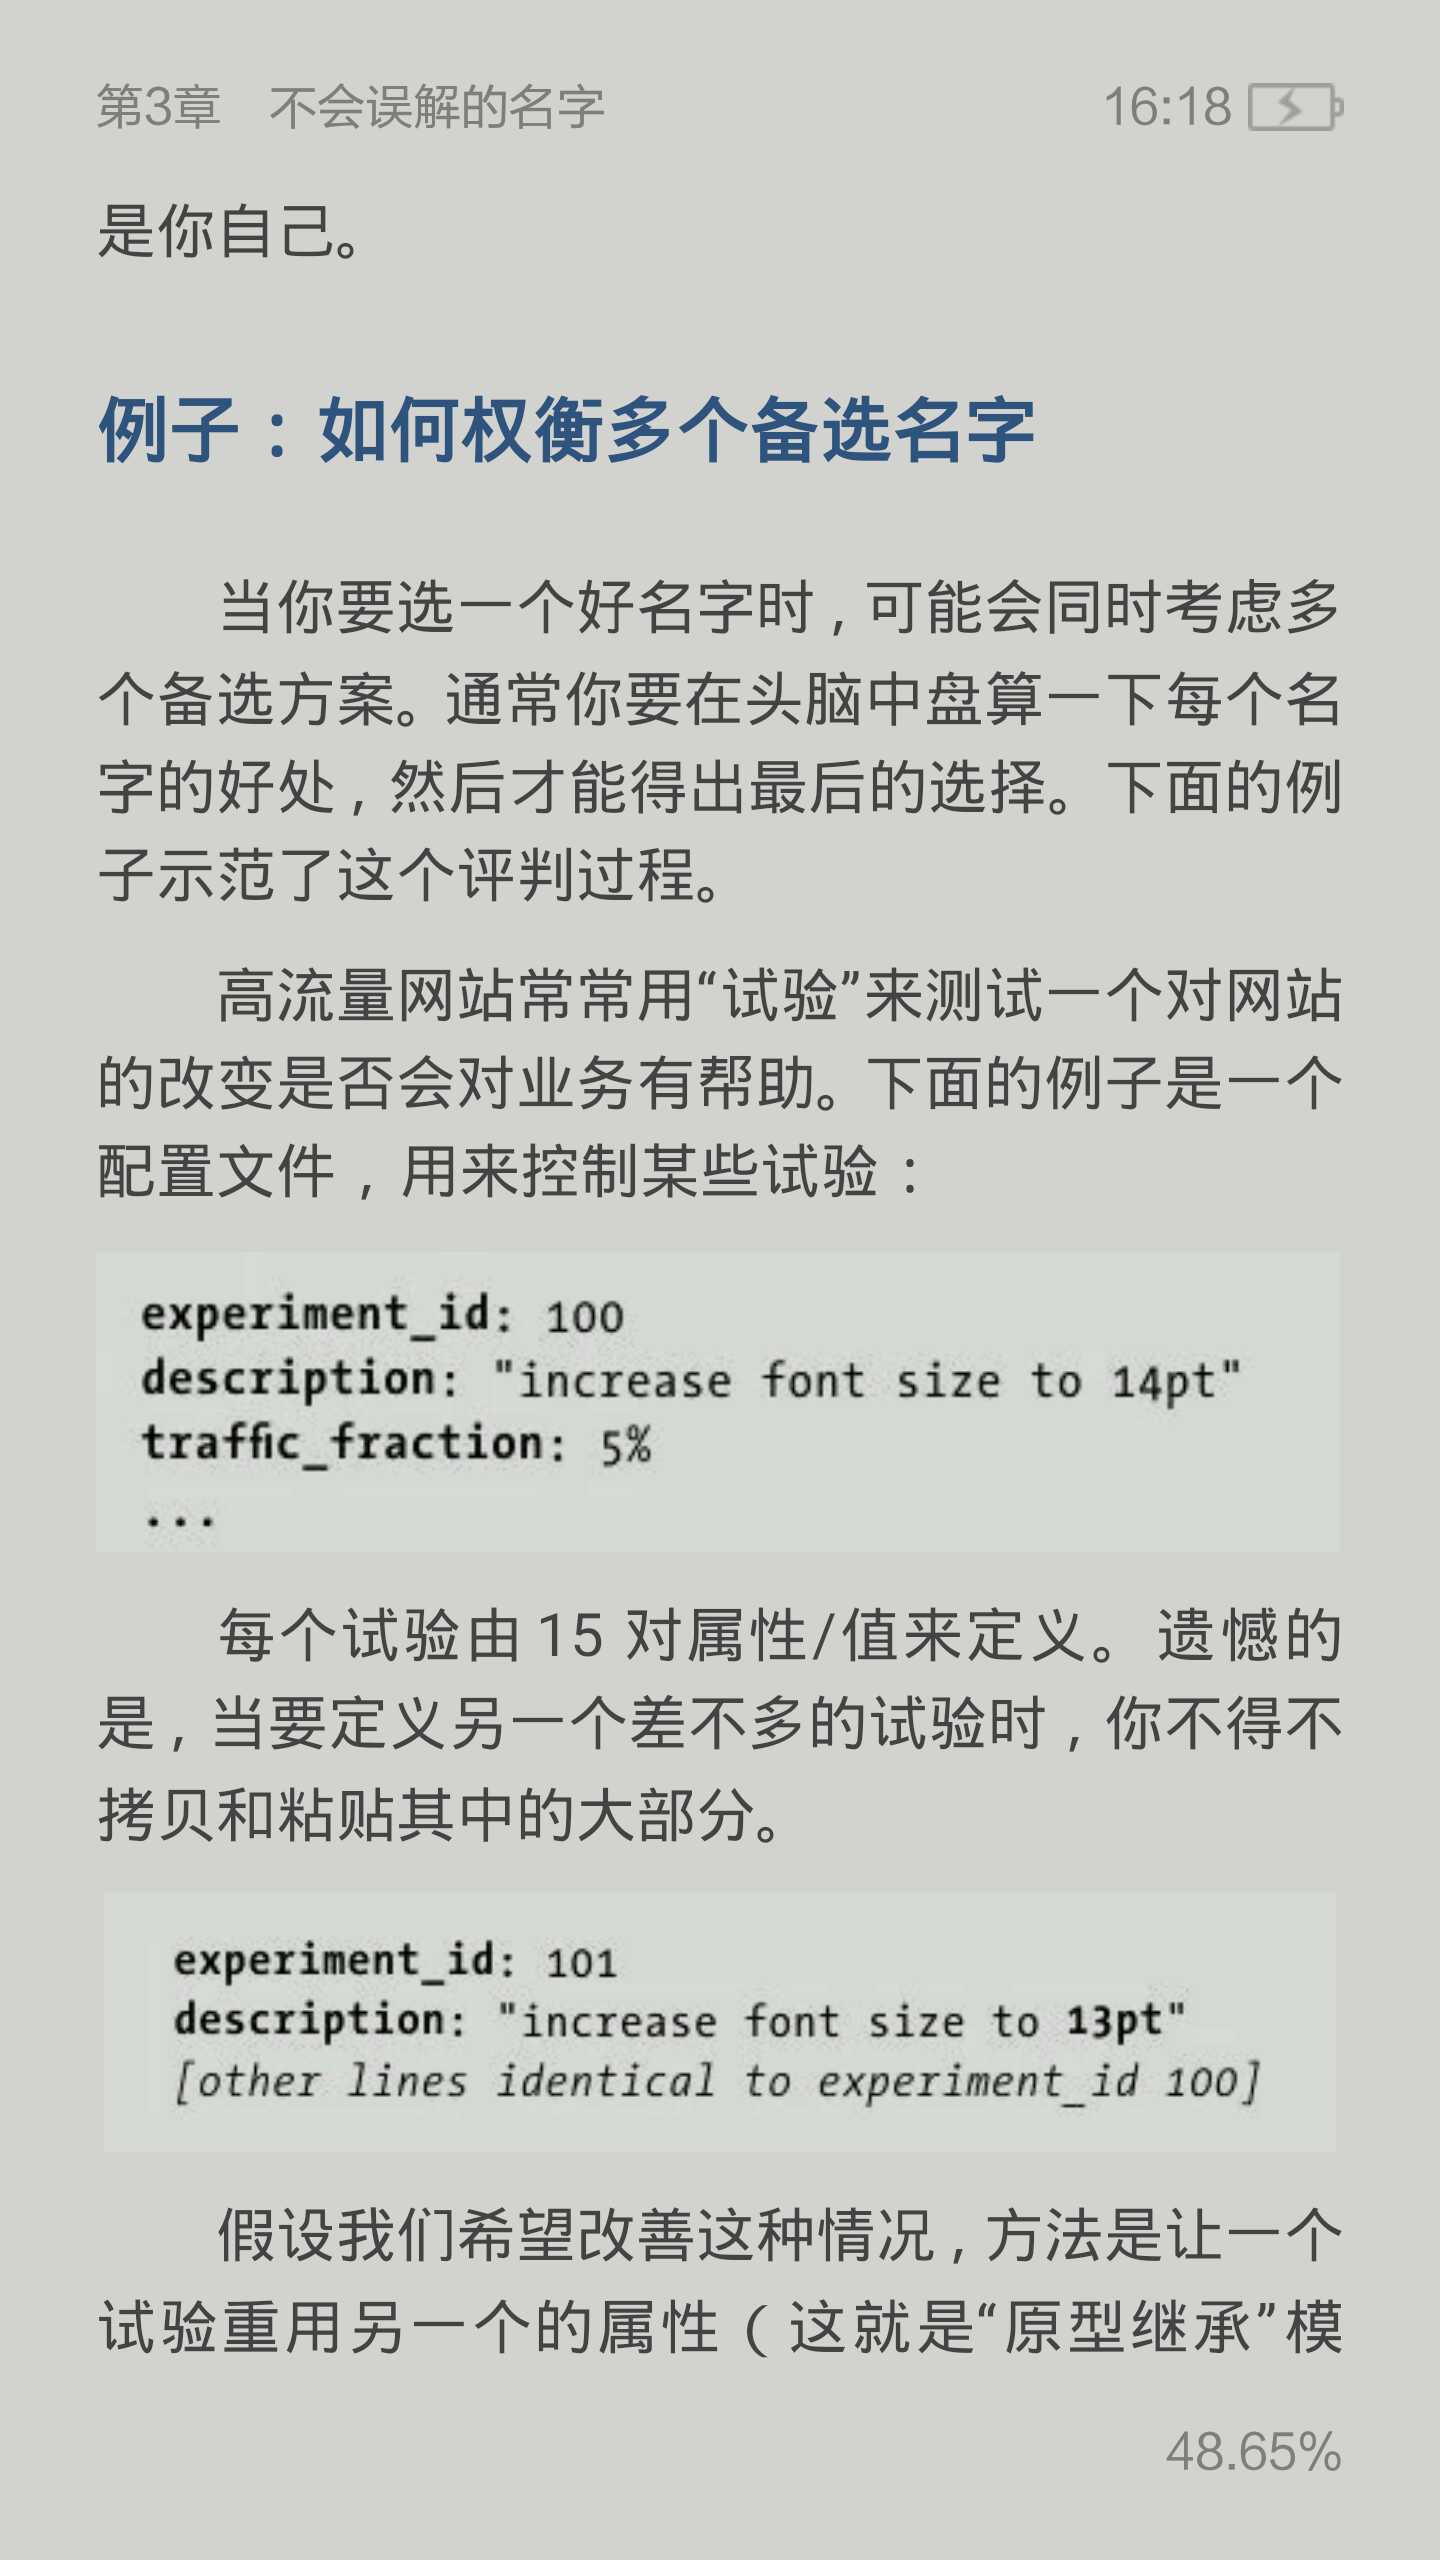 第3章　不会误解的名字
16:18
是你自己。
例子：如何权衡多个备选名字
当你要选一个好名字时，可能会同时考虑多
个备选方案。通常你要在头脑中盘算一下每个名
字的好处，然后才能得出最后的选择。下面的例
子示范了这个评判过程。
高流量网站常常用“试验”来测试一个对网站
的改变是否会对业务有帮助。下面的例子是一个
配置文件，用来控制某些试验：
experiment_id: 100
description: "increase font size to 14pt"
traffic_fraction: 5%
...
每个试验由15 对属性/值来定义。遗憾的
是，当要定义另一个差不多的试验时，你不得不
拷贝和粘贴其中的大部分。
experiment_id: 101
description: "increase font size to 13pt"
[other lines identical to experiment_id 100]
假设我们希望改善这种情况，方法是让一个
试验重用另一个的属性（这就是“原型继承”模
48.65%